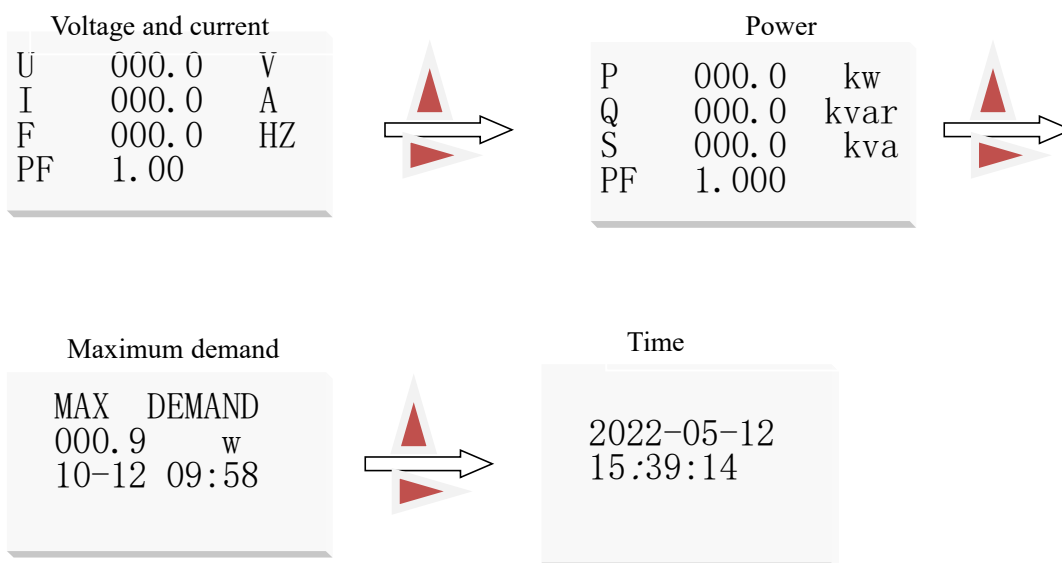 Voltage and current
U 000.0 V
I 000.0 A
F 000.0 HZ
PF 1.00
Power
P 000.0 kw
Q 000.0 kvar
S 000.0 kva
PF 1.000
Maximum demand
MAX DEMAND
000.9 w
10-12 09:58
Time
2022-05-12
15:39:14